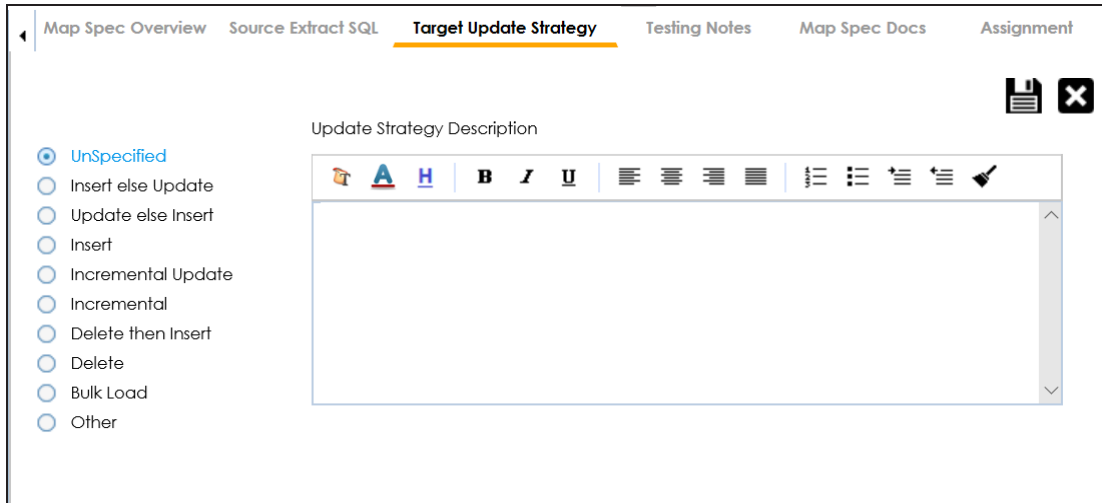 Map Spec Overview Source Extract SQL Target Update Strategy Testing Notes Map Spec Docs Assignment
Update Strategy Description
UnSpecified
Insert else Update
Update else Insert
Insert
Incremental Update
Incremental
Delete then Insert
Delete
Bulk Load
Other
A H B I U